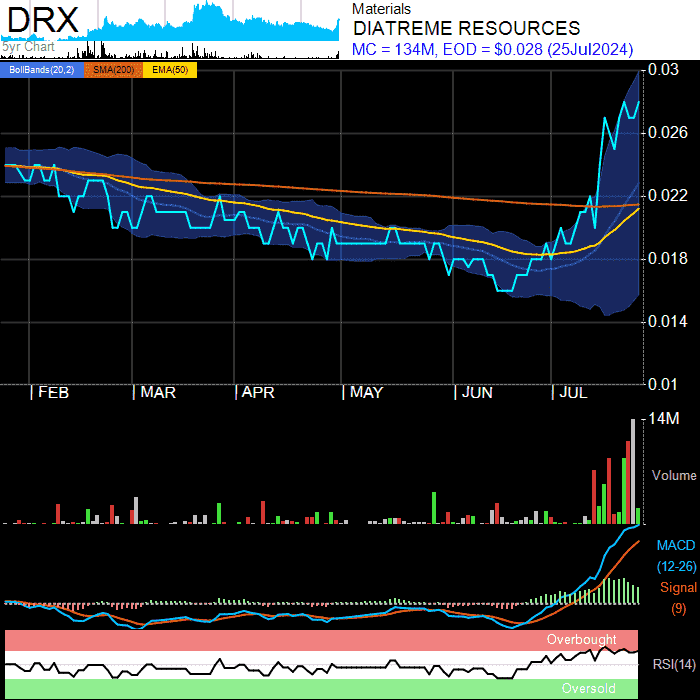 DRX
5yr Chart
Materials
DIATREME RESOURCES
MC = 134M, EOD = $0.028 (25Jul2024)
BollBands(20,2) SMA(200) EMA(50)
0.03
0.026
0.022
0.018
0.014
0.01
FEB MAR APR MAY JUN JUL
14M
Volume
MACD
(12-26)
Signal
(9)
Overbought
RSI(14)
Oversold